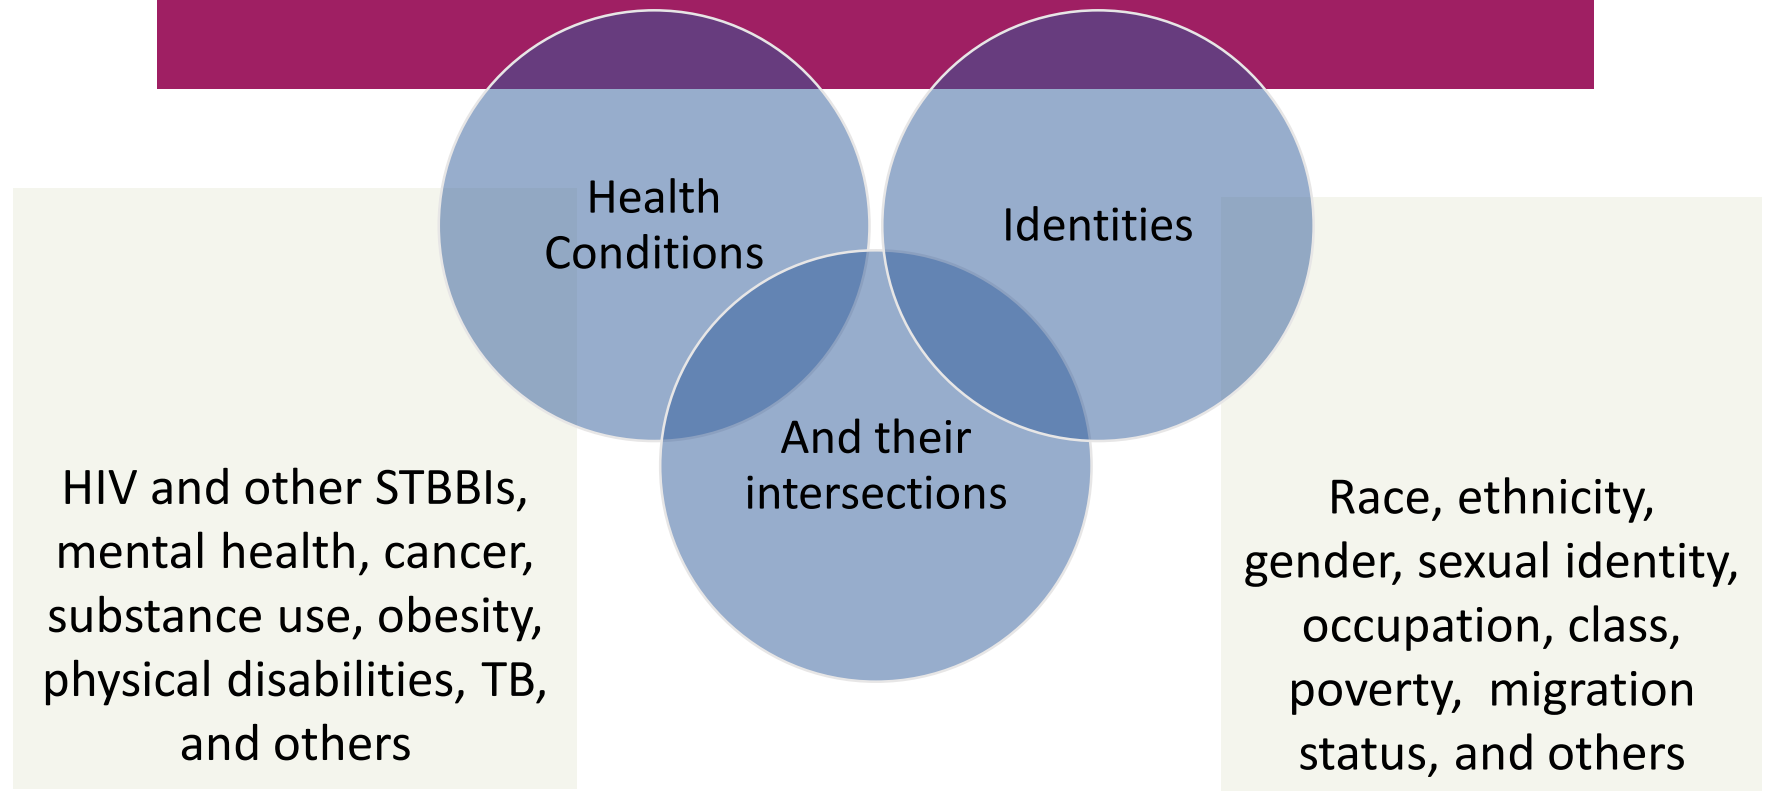 Health
Conditions
Identities
And their
intersections
HIV and other STBBIs,
mental health, cancer,
substance use, obesity,
physical disabilities, TB,
and others
Race, ethnicity,
gender, sexual identity,
occupation, class,
poverty,  migration
status, and others